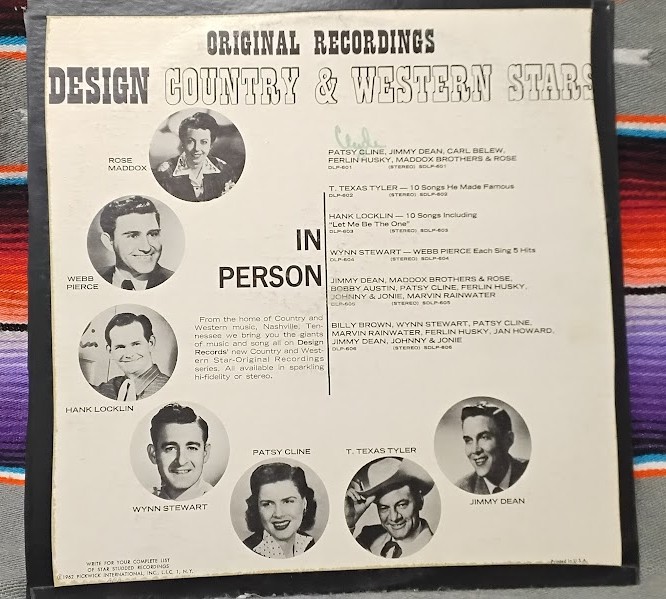 ORIGINAL RECORDINGS
DESIGN COUNTRY & WESTERN STARS
ROSE
MADDOX
WEBB
PIERCE
HANK LOCKLIN
WYNN STEWART
PATSY CLINE
T. TEXAS TYLER
JIMMY DEAN
IN
PERSON
From the home of Country and
Western music, Nashville, Ten-
nessee we bring you the giants
of music and song all on Design
Records' new Country and West-
ern Star-Original Recordings
series. All available in sparkling
hi-fidelity or stereo.
Clyde
PATSY CLINE, JIMMY DEAN, CARL BELEW,
FERLIN HUSKY, MADDOX BROTHERS & ROSE
DLP-601 (STEREO) SDLP-601
T. TEXAS TYLER — 10 Songs He Made Famous
DLP-602 (STEREO) SDLP-602
HANK LOCKLIN — 10 Songs Including
"Let Me Be The One"
DLP-603 (STEREO) SDLP-603
WYNN STEWART — WEBB PIERCE Each Sing 5 Hits
DLP-604 (STEREO) SDLP-604
JIMMY DEAN, MADDOX BROTHERS & ROSE,
BOBBY AUSTIN, PATSY CLINE, FERLIN HUSKY,
JOHNNY & JONIE, MARVIN RAINWATER
DLP-605 (STEREO) SDLP-605
BILLY BROWN, WYNN STEWART, PATSY CLINE,
MARVIN RAINWATER, FERLIN HUSKY, JAN HOWARD,
JIMMY DEAN, JOHNNY & JONIE
DLP-606 (STEREO) SDLP-606
WRITE FOR YOUR COMPLETE LIST
OF STAR STUDDED RECORDINGS
©1962 PICKWICK INTERNATIONAL, INC., L.I.C. 1, N.Y.
Printed in U.S.A.